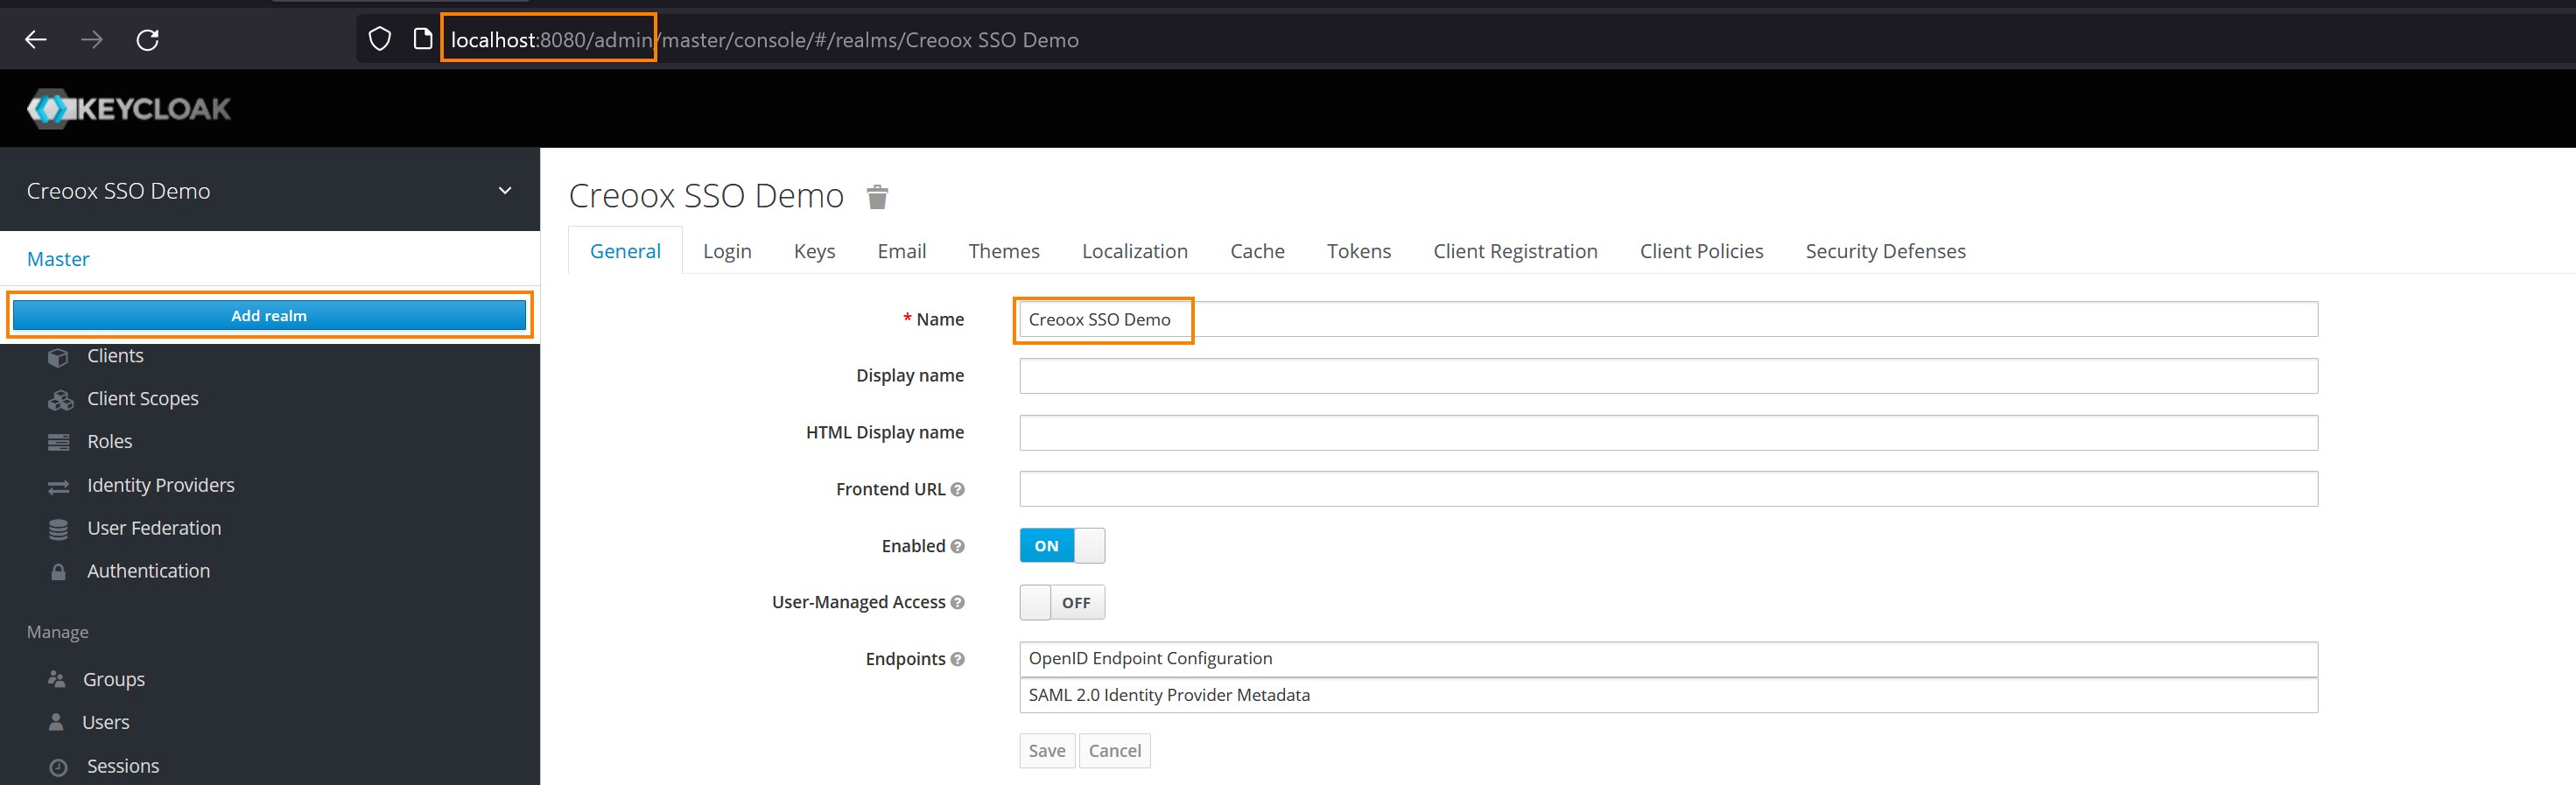 localhost:8080/admin/master/console/#/realms/Creoox SSO Demo
KEYCLOAK
Creoox SSO Demo
Master
Add realm
Clients
Client Scopes
Roles
Identity Providers
User Federation
Authentication
Manage
Groups
Users
Sessions
Creoox SSO Demo
General Login Keys Email Themes Localization Cache Tokens Client Registration Client Policies Security Defenses
* Name Creoox SSO Demo
Display name
HTML Display name
Frontend URL ?
Enabled ? ON
User-Managed Access ? OFF
Endpoints ? OpenID Endpoint Configuration
SAML 2.0 Identity Provider Metadata
Save Cancel